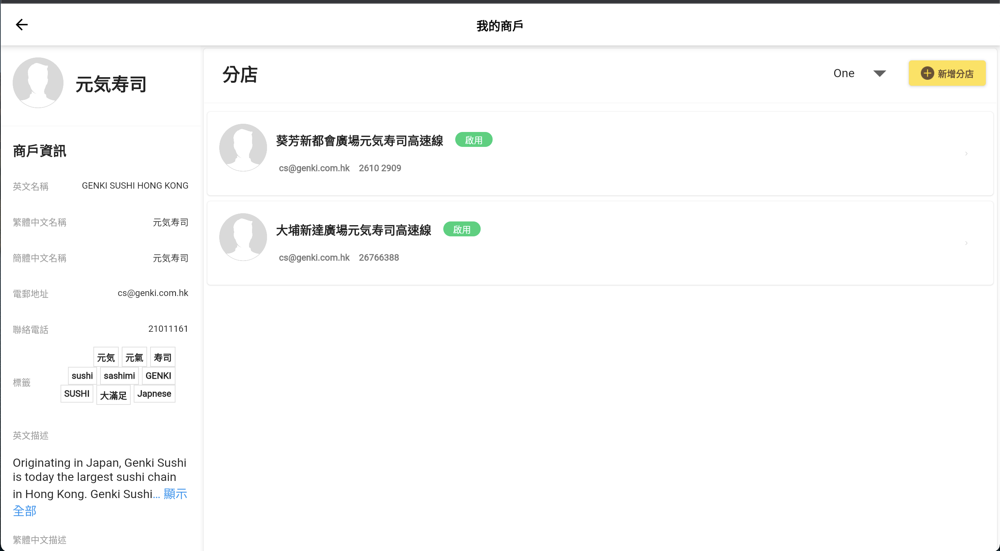 我的商戶
元気寿司
商戶資訊
英文名稱 GENKI SUSHI HONG KONG
繁體中文名稱 元気寿司
簡體中文名稱 元気寿司
電郵地址 cs@genki.com.hk
聯絡電話 21011161
元気 元氣 寿司
標籤 sushi sashimi GENKI
SUSHI 大滿足 Japnese
英文描述
Originating in Japan, Genki Sushi
is today the largest sushi chain
in Hong Kong. Genki Sushi... 顯示
全部
繁體中文描述
分店 One 新增分店
葵芳新都會廣場元気寿司高速線 啟用
cs@genki.com.hk 2610 2909
大埔新達廣場元気寿司高速線 啟用
cs@genki.com.hk 26766388